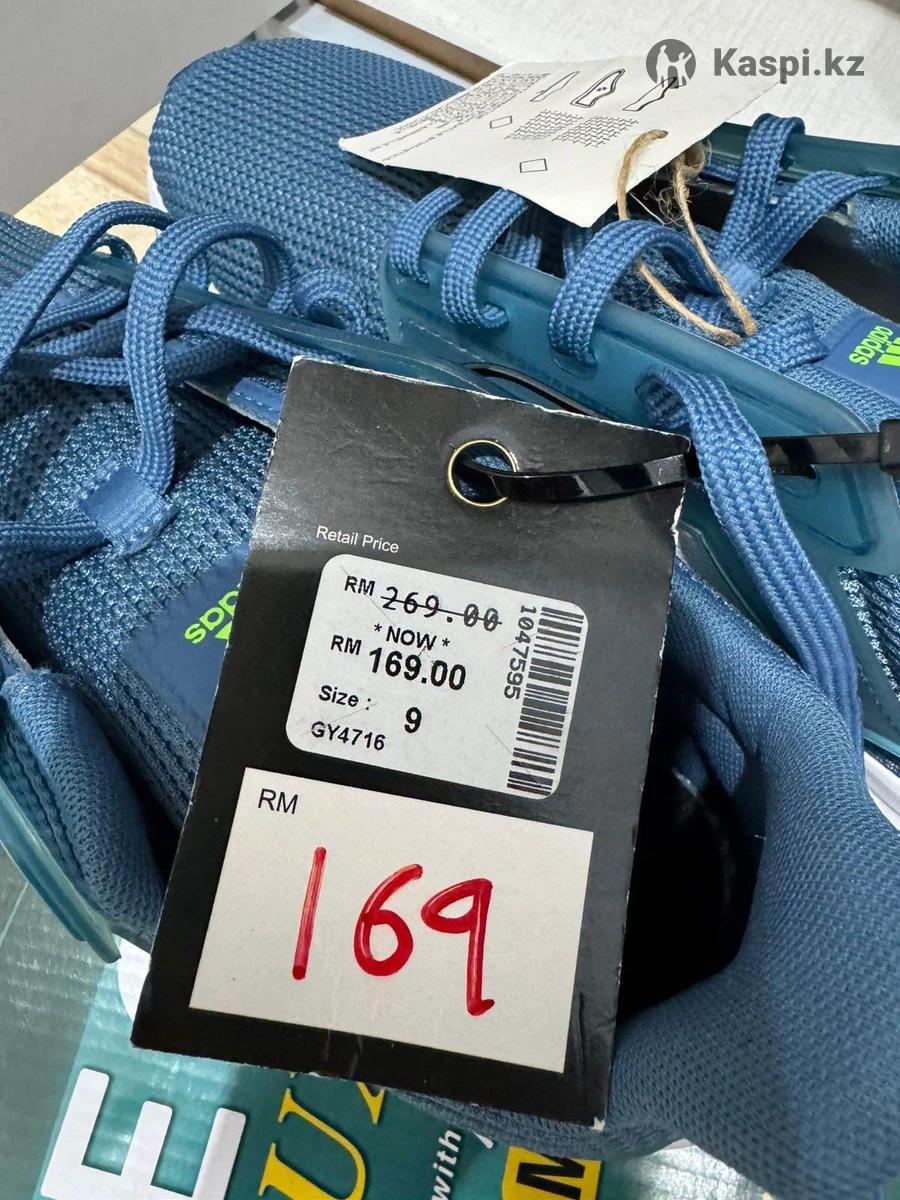 Kaspi.kz
adidas
adidas
Retail Price
RM 269.00
* NOW *
RM 169.00
Size : 9
GY4716
1047595
RM
169
E
with
W